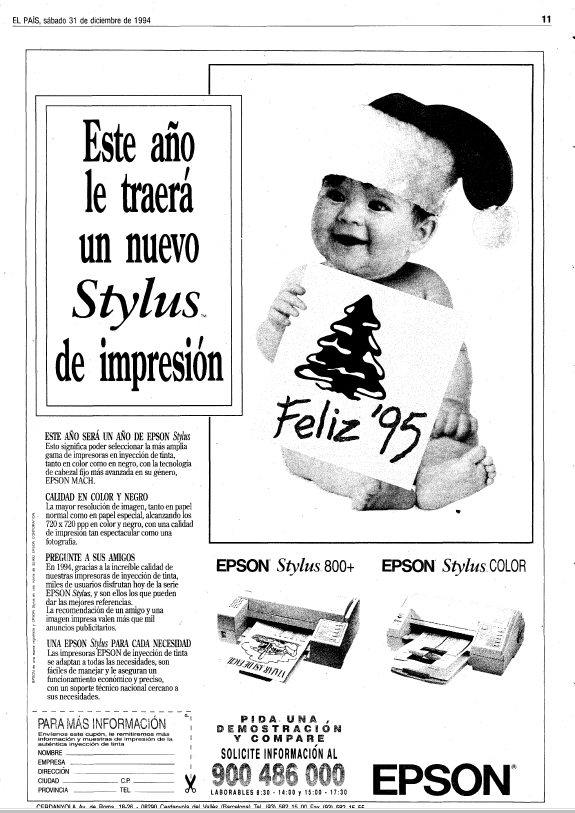 EL PAÍS, sábado 31 de diciembre de 1994
11
Este año
le traerá
un nuevo
Stylus™
de impresión
Feliz '95
ESTE AÑO SERÁ UN AÑO DE EPSON Stylus
Esto significa poder seleccionar la más amplia
gama de impresoras en inyección de tinta,
tanto en color como en negro, con la tecnología
de cabezal fijo más avanzada en su género,
EPSON MACH.
CALIDAD EN COLOR Y NEGRO
La mayor resolución de imagen, tanto en papel
normal como en papel especial, alcanzando los
720 x 720 ppp en color y negro, con una calidad
de impresión tan espectacular como una
fotografía.
PREGUNTE A SUS AMIGOS
En 1994, gracias a la increíble calidad de
nuestras impresoras de inyección de tinta,
miles de usuarios disfrutan hoy de la serie
EPSON Stylus, y son ellos los que pueden
dar las mejores referencias.
La recomendación de un amigo y una
imagen impresa valen más que mil
anuncios publicitarios.
UNA EPSON Stylus PARA CADA NECESIDAD
Las impresoras EPSON de inyección de tinta
se adaptan a todas las necesidades, son
fáciles de manejar y le aseguran un
funcionamiento económico y preciso,
con un soporte técnico nacional cercano a
sus necesidades.
EPSON Stylus 800+
EPSON Stylus COLOR
PARA MÁS INFORMACIÓN
Envíenos este cupón, le remitiremos más
información y muestras de impresión de la
auténtica inyección de tinta
NOMBRE
EMPRESA
DIRECCIÓN
CIUDAD C.P.
PROVINCIA TEL.
PIDA UNA
DEMOSTRACIÓN
Y COMPARE
SOLICITE INFORMACIÓN AL
900 486 000
LABORABLES 8:30 - 14:00 y 15:00 - 17:30
EPSON®
CERDANYOLA Av. de Roma, 18-26 - 08290 Cerdanyola del Vallés (Barcelona) Tel. (93) 582 15 00 Fax (93) 582 15 55